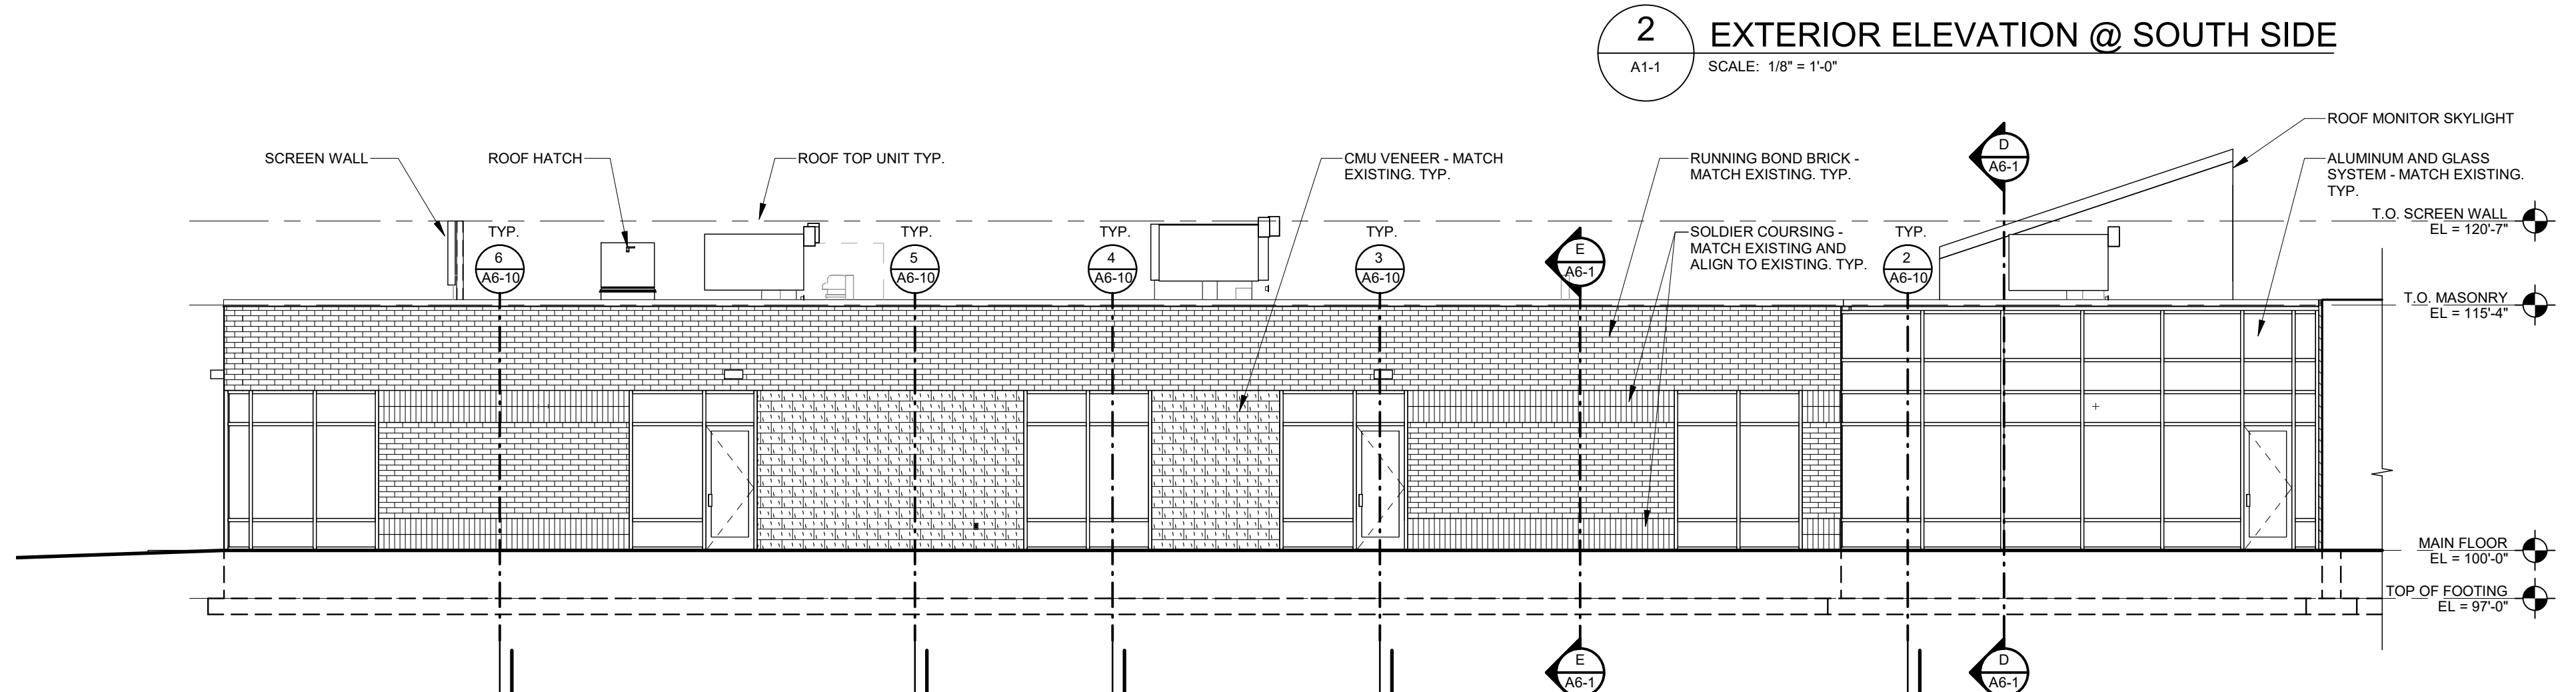 2
EXTERIOR ELEVATION @ SOUTH SIDE
A1-1
SCALE: 1/8" = 1'-0"
SCREEN WALL
ROOF HATCH
ROOF TOP UNIT TYP.
CMU VENEER - MATCH
EXISTING. TYP.
RUNNING BOND BRICK -
MATCH EXISTING. TYP.
D
A6-1
ROOF MONITOR SKYLIGHT
ALUMINUM AND GLASS
SYSTEM - MATCH EXISTING.
TYP.
SOLDIER COURSING -
MATCH EXISTING AND
ALIGN TO EXISTING. TYP.
TYP.
6
A6-10
TYP.
5
A6-10
TYP.
4
A6-10
TYP.
3
A6-10
E
A6-1
TYP.
2
A6-10
T.O. SCREEN WALL
EL = 120'-7"
T.O. MASONRY
EL = 115'-4"
MAIN FLOOR
EL = 100'-0"
TOP OF FOOTING
EL = 97'-0"
E
A6-1
D
A6-1